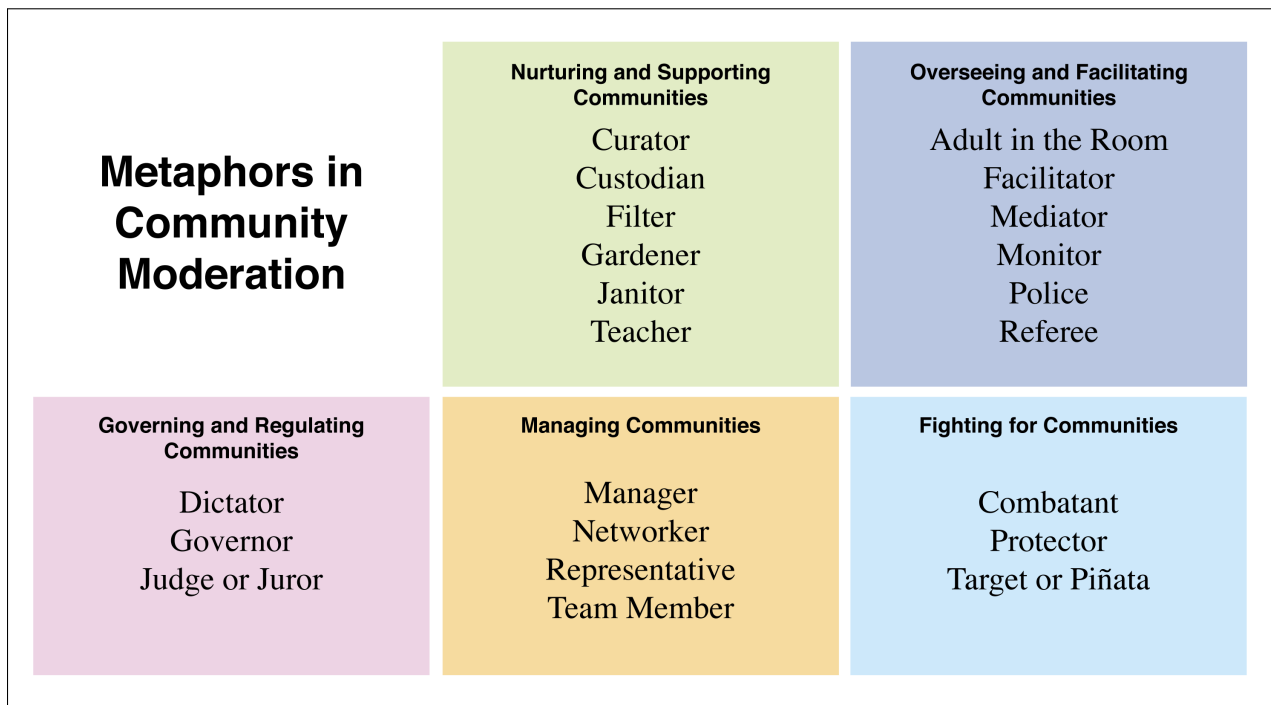 Metaphors in
Community
Moderation
Nurturing and Supporting
Communities
Curator
Custodian
Filter
Gardener
Janitor
Teacher
Overseeing and Facilitating
Communities
Adult in the Room
Facilitator
Mediator
Monitor
Police
Referee
Governing and Regulating
Communities
Dictator
Governor
Judge or Juror
Managing Communities
Manager
Networker
Representative
Team Member
Fighting for Communities
Combatant
Protector
Target or Piñata